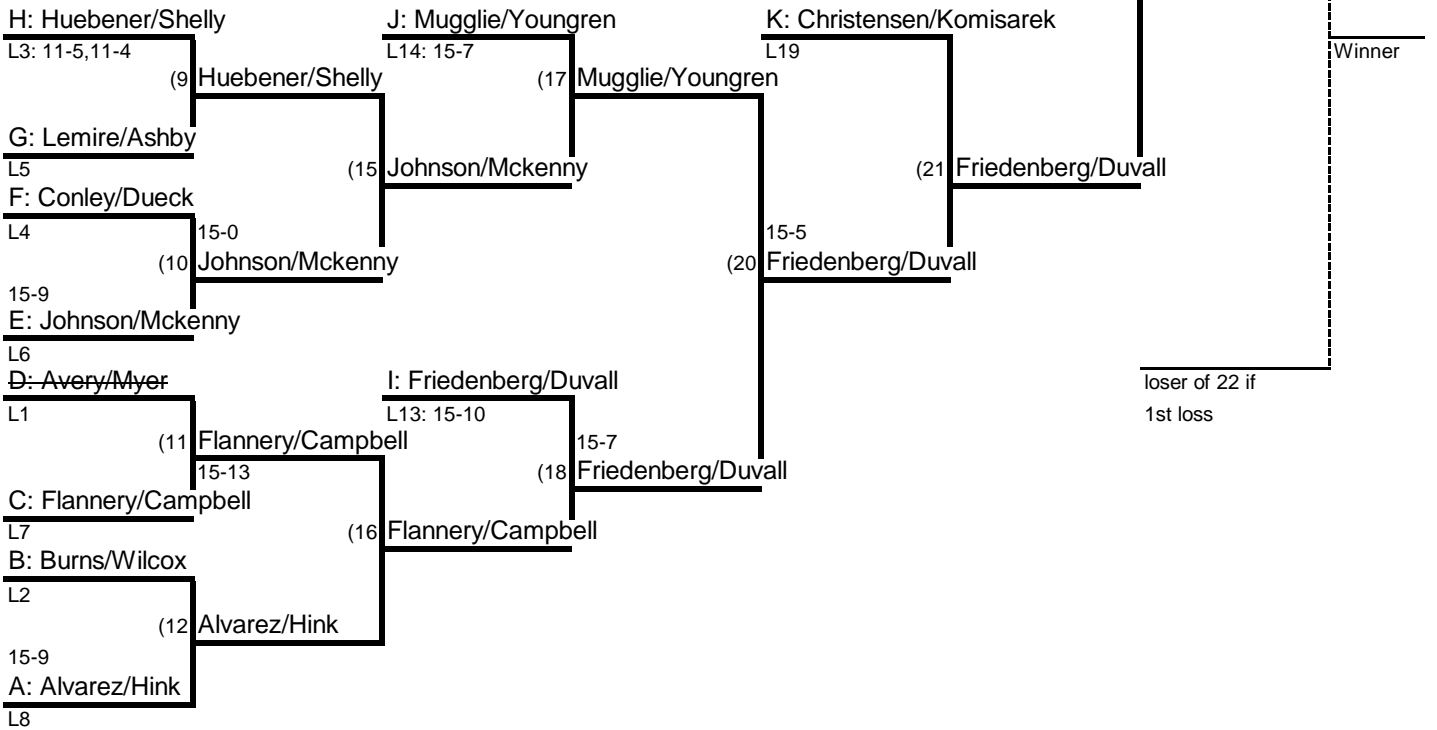 H: Huebener/Shelly
J: Mugglie/Youngren
K: Christensen/Komisarek
L3: 11-5,11-4
L14: 15-7
L19
Winner
(9 Huebener/Shelly
(17 Mugglie/Youngren
G: Lemire/Ashby
L5
(15 Johnson/Mckenny
(21 Friedenberg/Duvall
F: Conley/Dueck
L4
15-0
15-5
(10 Johnson/Mckenny
(20 Friedenberg/Duvall
15-9
E: Johnson/Mckenny
L6
D: Avery/Myer
I: Friedenberg/Duvall
loser of 22 if
L1
L13: 15-10
1st loss
(11 Flannery/Campbell
15-7
15-13
(18 Friedenberg/Duvall
C: Flannery/Campbell
L7
(16 Flannery/Campbell
B: Burns/Wilcox
L2
(12 Alvarez/Hink
15-9
A: Alvarez/Hink
L8